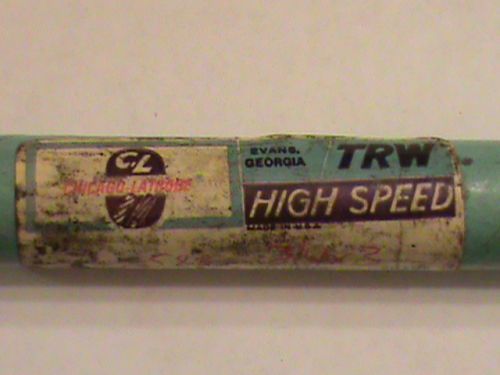 CL
CHICAGO-LATROBE
EVANS,
GEORGIA
TRW
HIGH SPEED
MADE IN U.S.A.